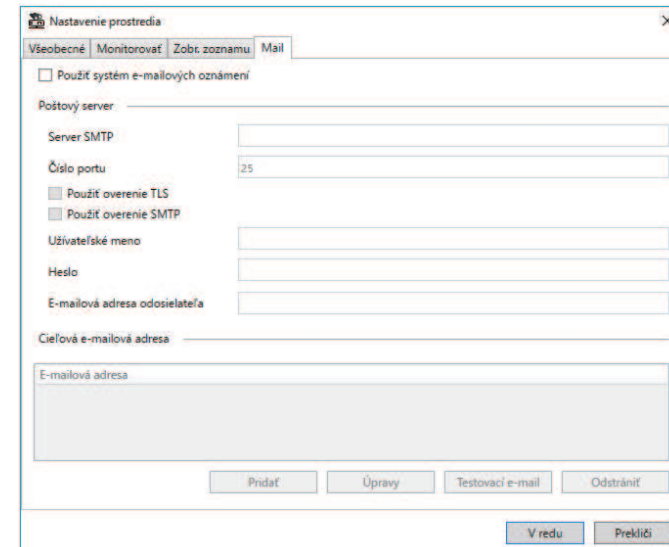 Nastavenie prostredia
Všeobecné Monitorovať Zobr. zoznamu Mail
Použiť systém e-mailových oznámení
Poštový server
Server SMTP
Číslo portu 25
Použiť overenie TLS
Použiť overenie SMTP
Užívateľské meno
Heslo
E-mailová adresa odosielateľa
Cieľová e-mailová adresa
E-mailová adresa
Pridať Úpravy Testovací e-mail Odstrániť
V redu Prekliči